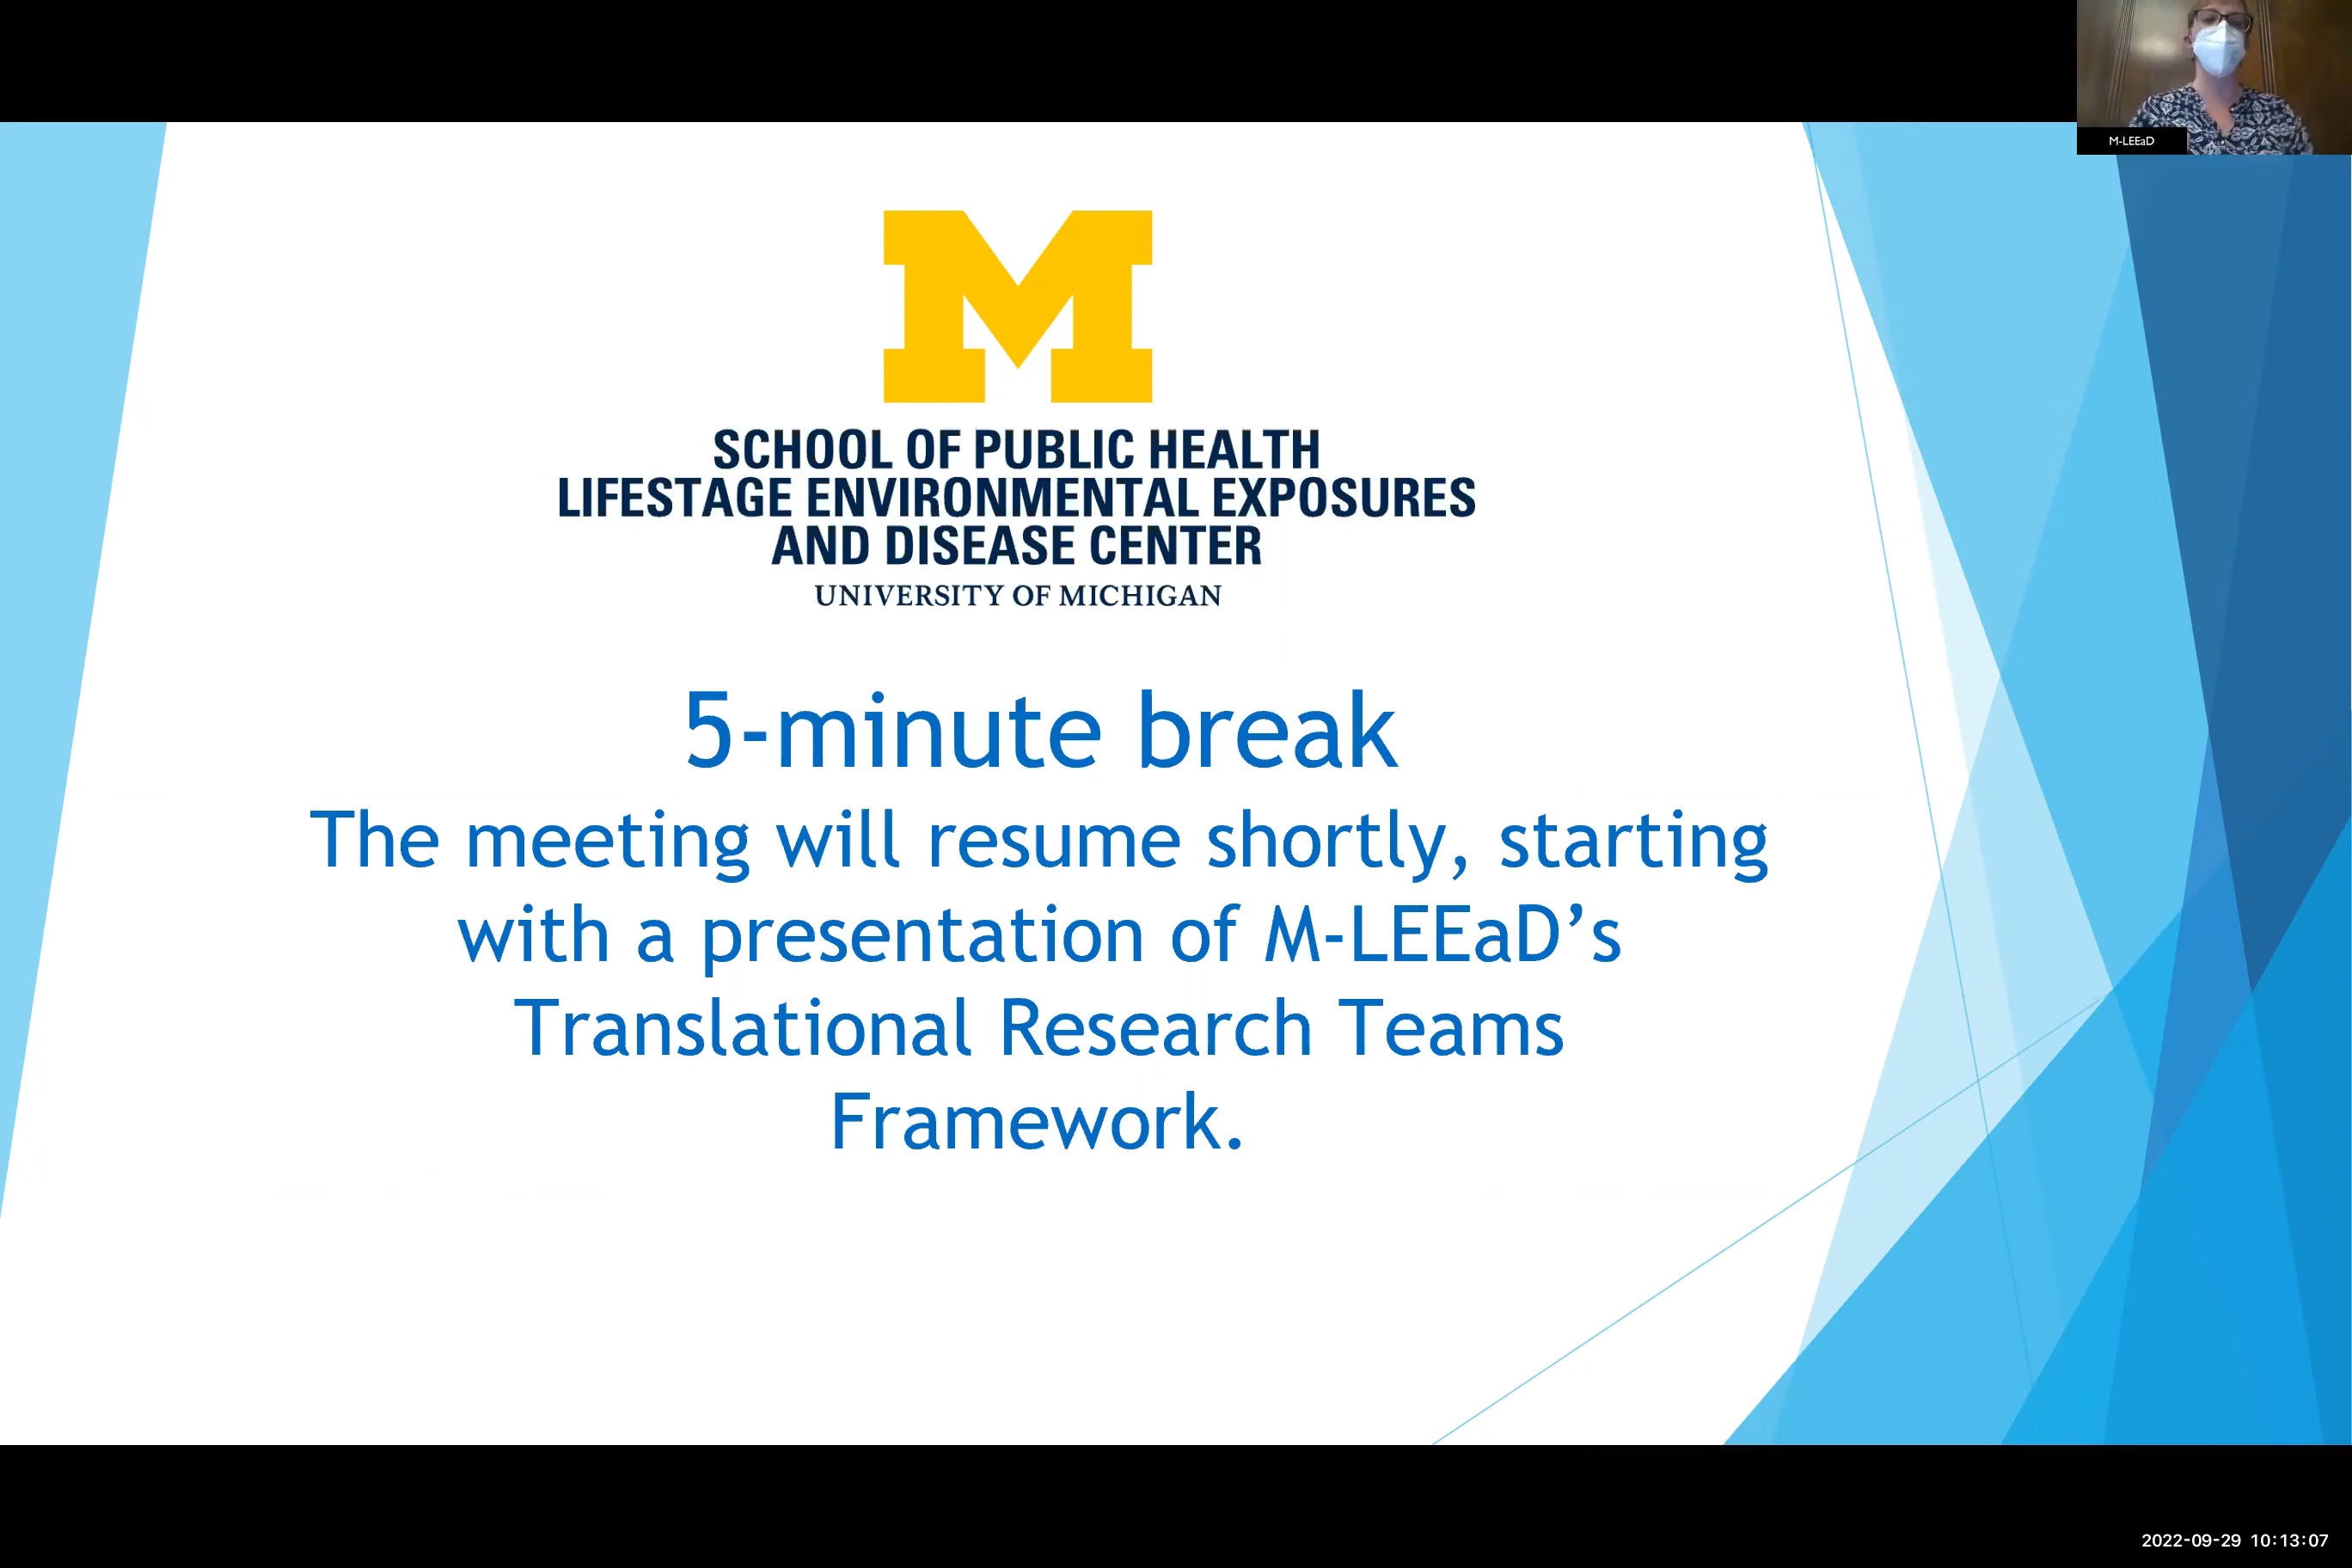 M-LEEaD
M
SCHOOL OF PUBLIC HEALTH
LIFESTAGE ENVIRONMENTAL EXPOSURES
AND DISEASE CENTER
UNIVERSITY OF MICHIGAN
5-minute break
The meeting will resume shortly, starting
with a presentation of M-LEEaD’s
Translational Research Teams
Framework.
2022-09-29 10:13:07